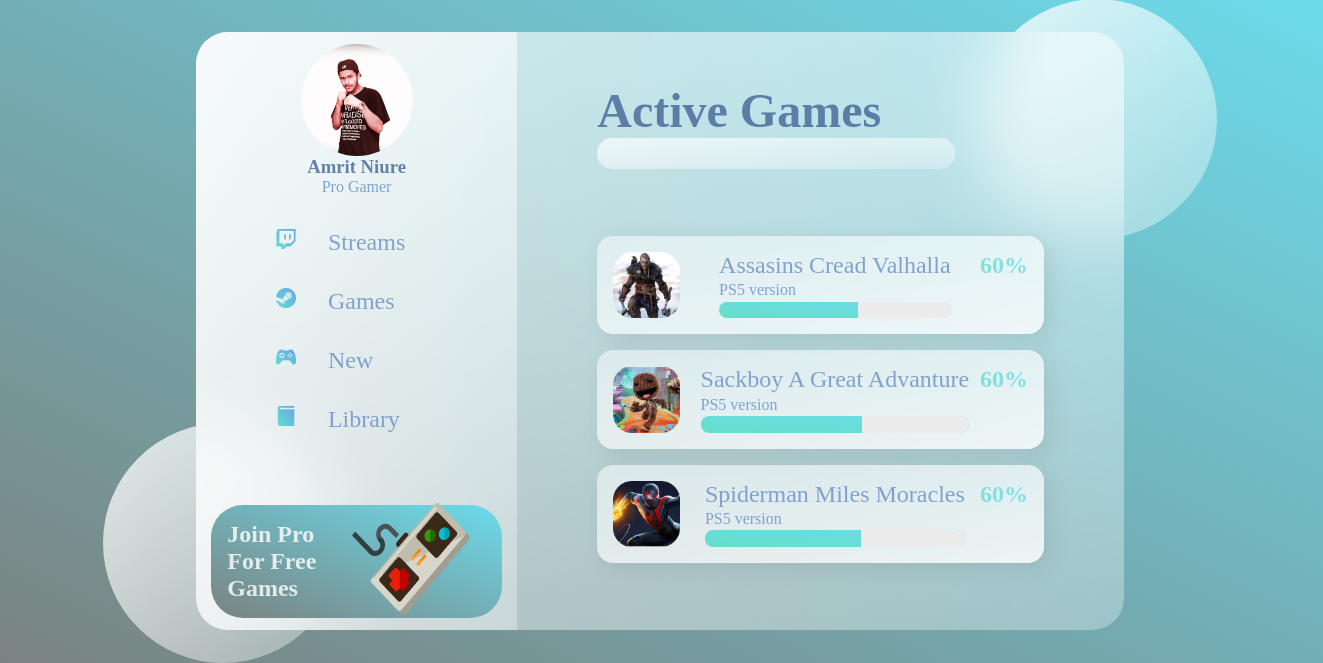 Amrit Niure
Pro Gamer
Streams
Games
New
Library
Join Pro
For Free
Games
Active Games
Assasins Cread Valhalla
60%
PS5 version
Sackboy A Great Advanture
60%
PS5 version
Spiderman Miles Moracles
60%
PS5 version